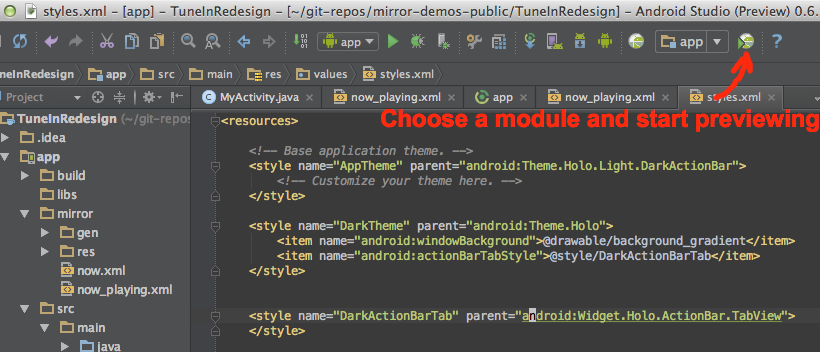 styles.xml – [app] – TuneInRedesign – [~/git-repos/mirror-demos-public/TuneInRedesign] – Android Studio (Preview) 0.6.
app app ?
neInRedesign app src main res values styles.xml
Project MyActivity.java now_playing.xml app now_playing.xml styles.xml
Choose a module and start previewing
TuneInRedesign (~/git-repos
.idea
app
build
libs
mirror
gen
res
now.xml
now_playing.xml
src
main
java
<resources>
<!-- Base application theme. -->
<style name="AppTheme" parent="android:Theme.Holo.Light.DarkActionBar">
<!-- Customize your theme here. -->
</style>
<style name="DarkTheme" parent="android:Theme.Holo">
<item name="android:windowBackground">@drawable/background_gradient</item>
<item name="android:actionBarTabStyle">@style/DarkActionBarTab</item>
</style>
<style name="DarkActionBarTab" parent="android:Widget.Holo.ActionBar.TabView">
</style>